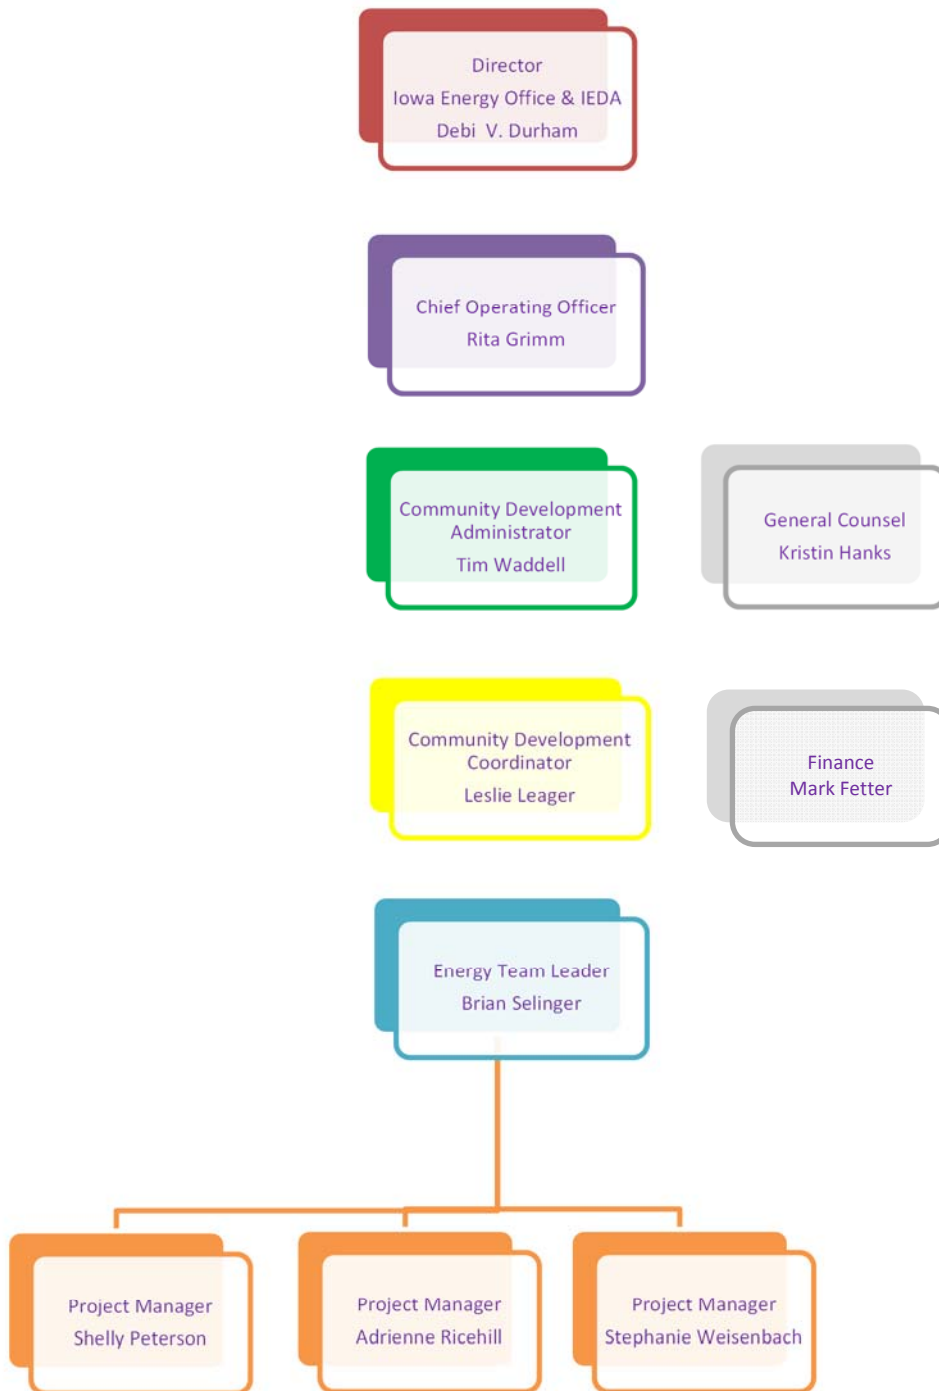 Director
Iowa Energy Office & IEDA
Debi V. Durham
Chief Operating Officer
Rita Grimm
Community Development
Administrator
Tim Waddell
General Counsel
Kristin Hanks
Community Development
Coordinator
Leslie Leager
Finance
Mark Fetter
Energy Team Leader
Brian Selinger
Project Manager
Shelly Peterson
Project Manager
Adrienne Ricehill
Project Manager
Stephanie Weisenbach